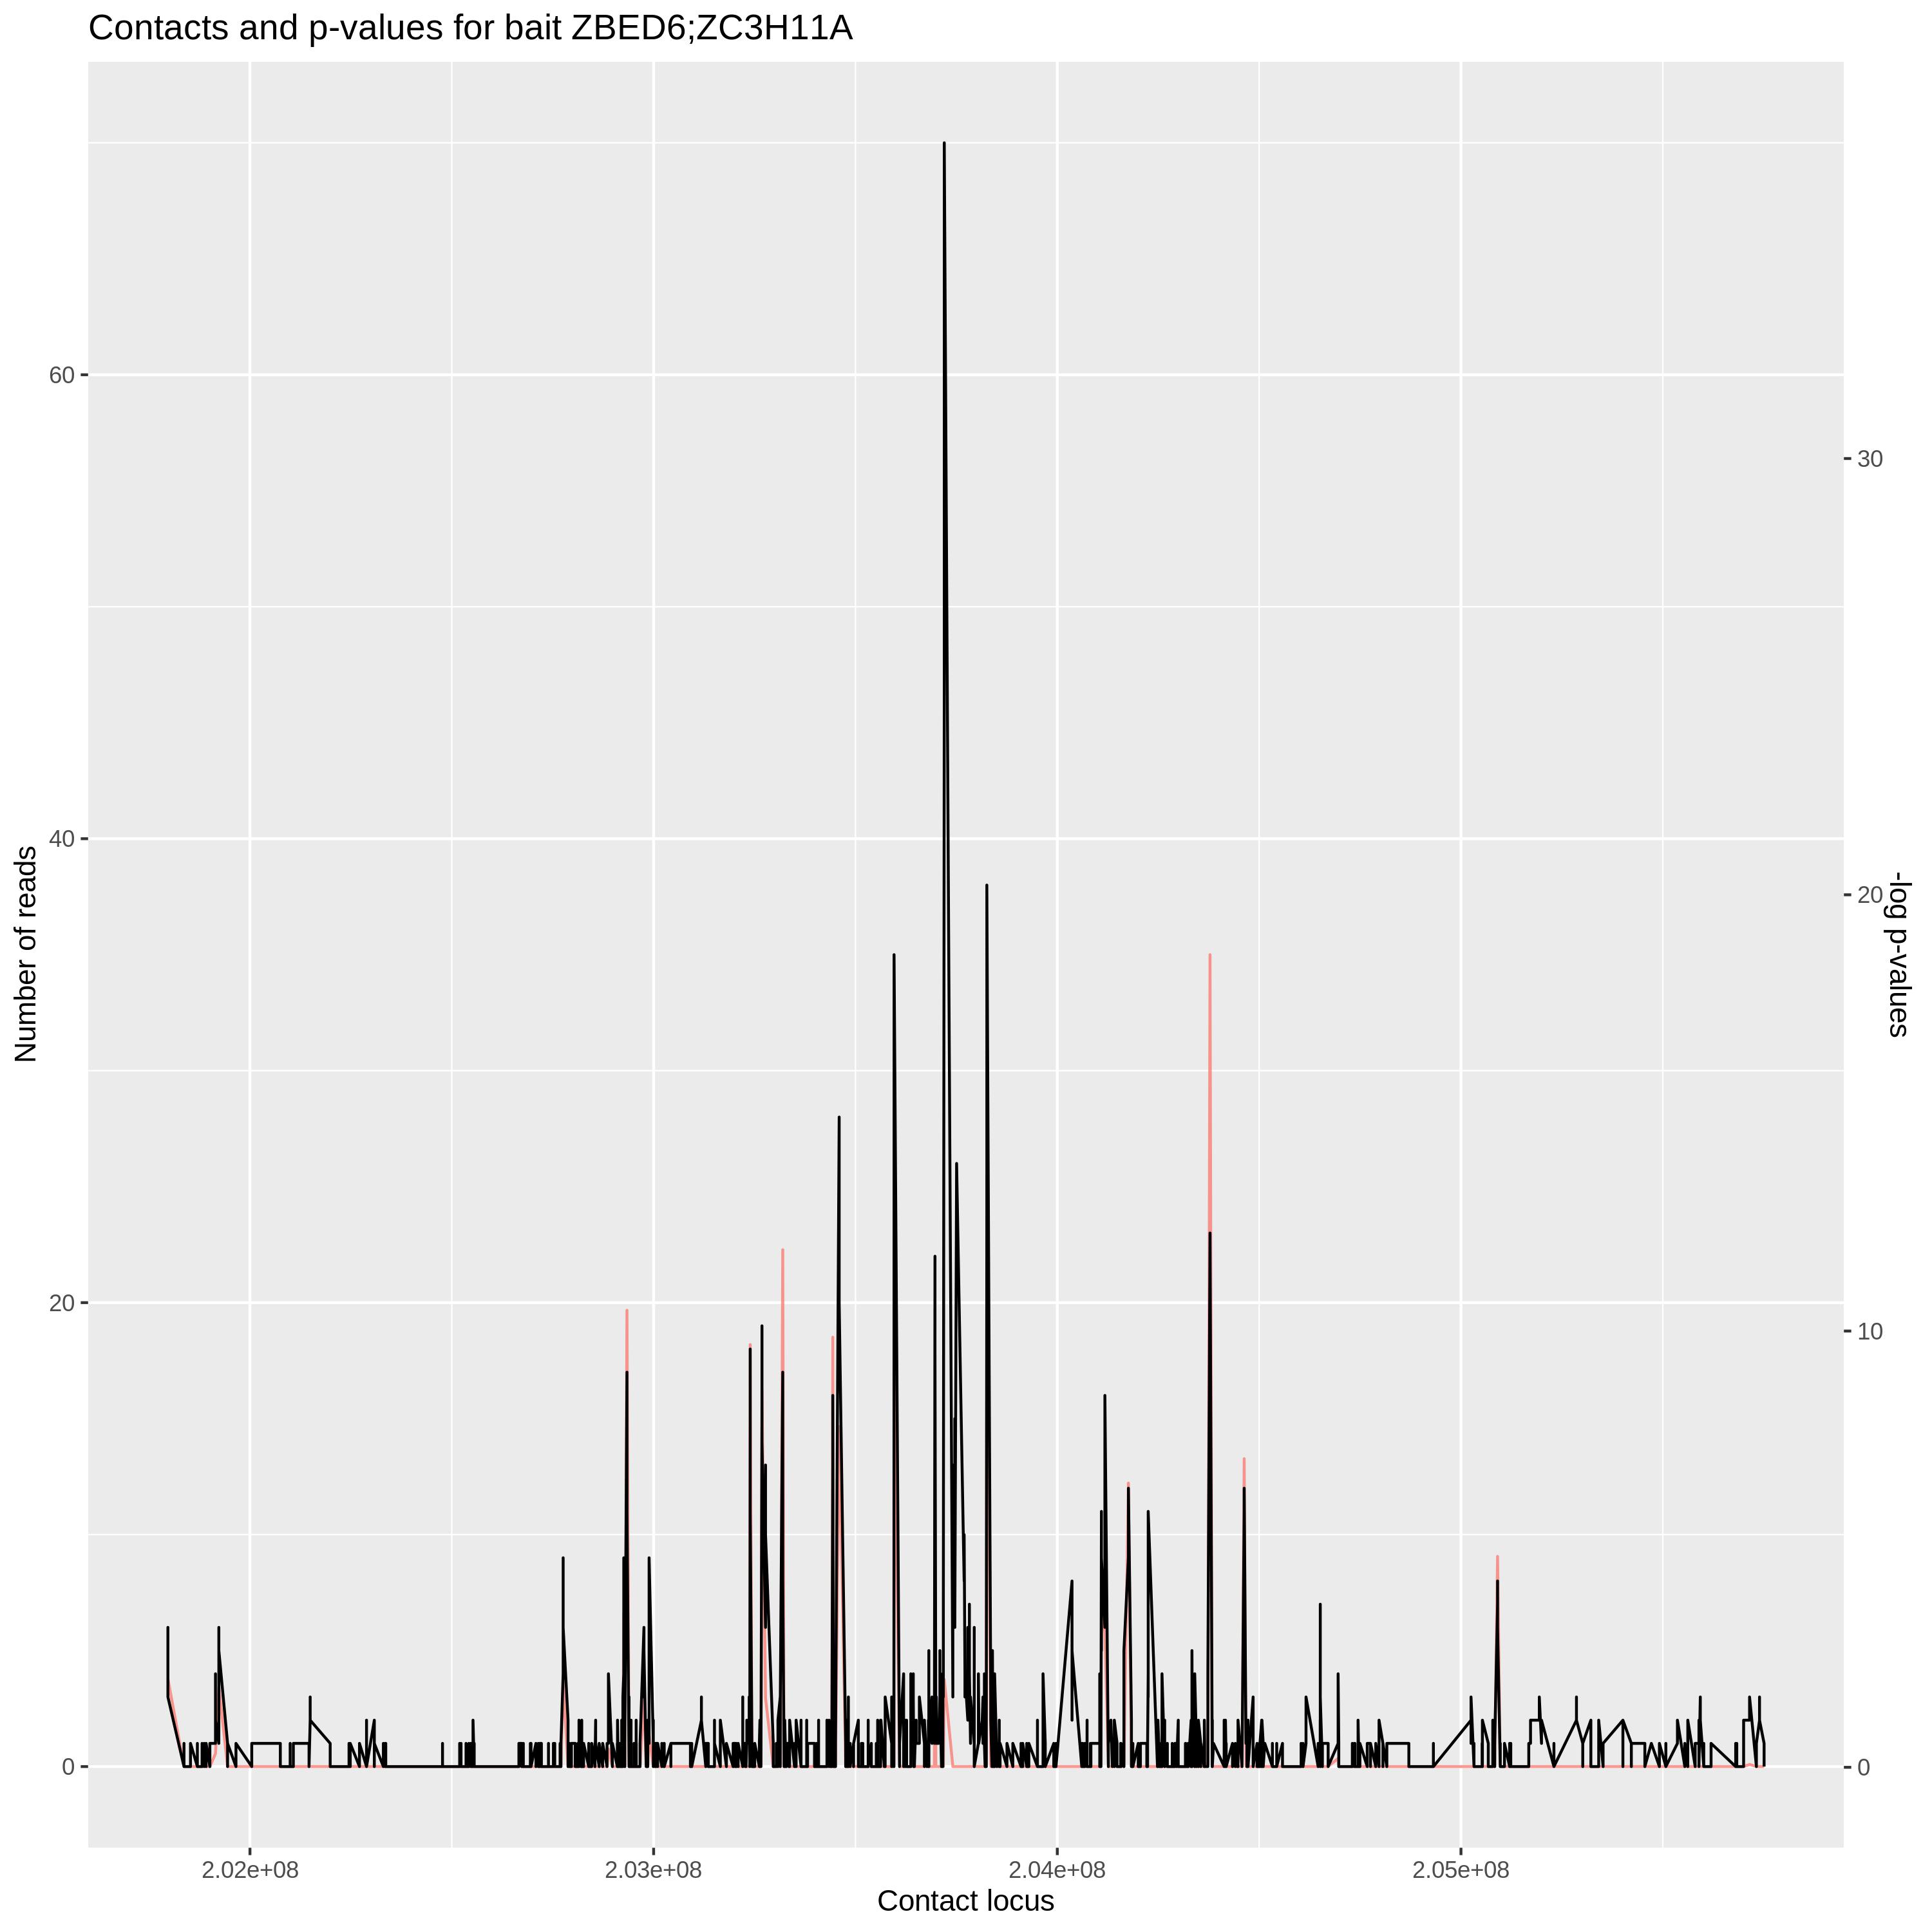 Contacts and p-values for bait ZBED6;ZC3H11A
60
40
20
0
Number of reads
30
20
10
0
-log p-values
2.02e+08
2.03e+08
2.04e+08
2.05e+08
Contact locus